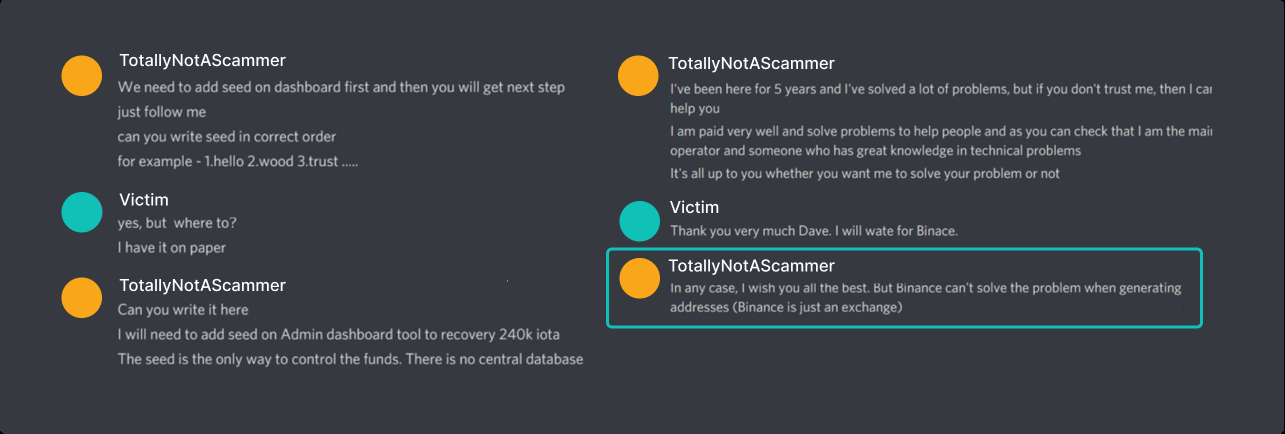 TotallyNotAScammer
We need to add seed on dashboard first and then you will get next step
just follow me
can you write seed in correct order
for example - 1.hello 2.wood 3.trust .....
Victim
yes, but where to?
I have it on paper
TotallyNotAScammer
Can you write it here
I will need to add seed on Admin dashboard tool to recovery 240k iota
The seed is the only way to control the funds. There is no central database
TotallyNotAScammer
I've been here for 5 years and I've solved a lot of problems, but if you don't trust me, then I
help you
I am paid very well and solve problems to help people and as you can check that I am the
operator and someone who has great knowledge in technical problems
It's all up to you whether you want me to solve your problem or not
Victim
Thank you very much Dave. I will wate for Binace.
TotallyNotAScammer
In any case, I wish you all the best. But Binance can't solve the problem when generating
addresses (Binance is just an exchange)